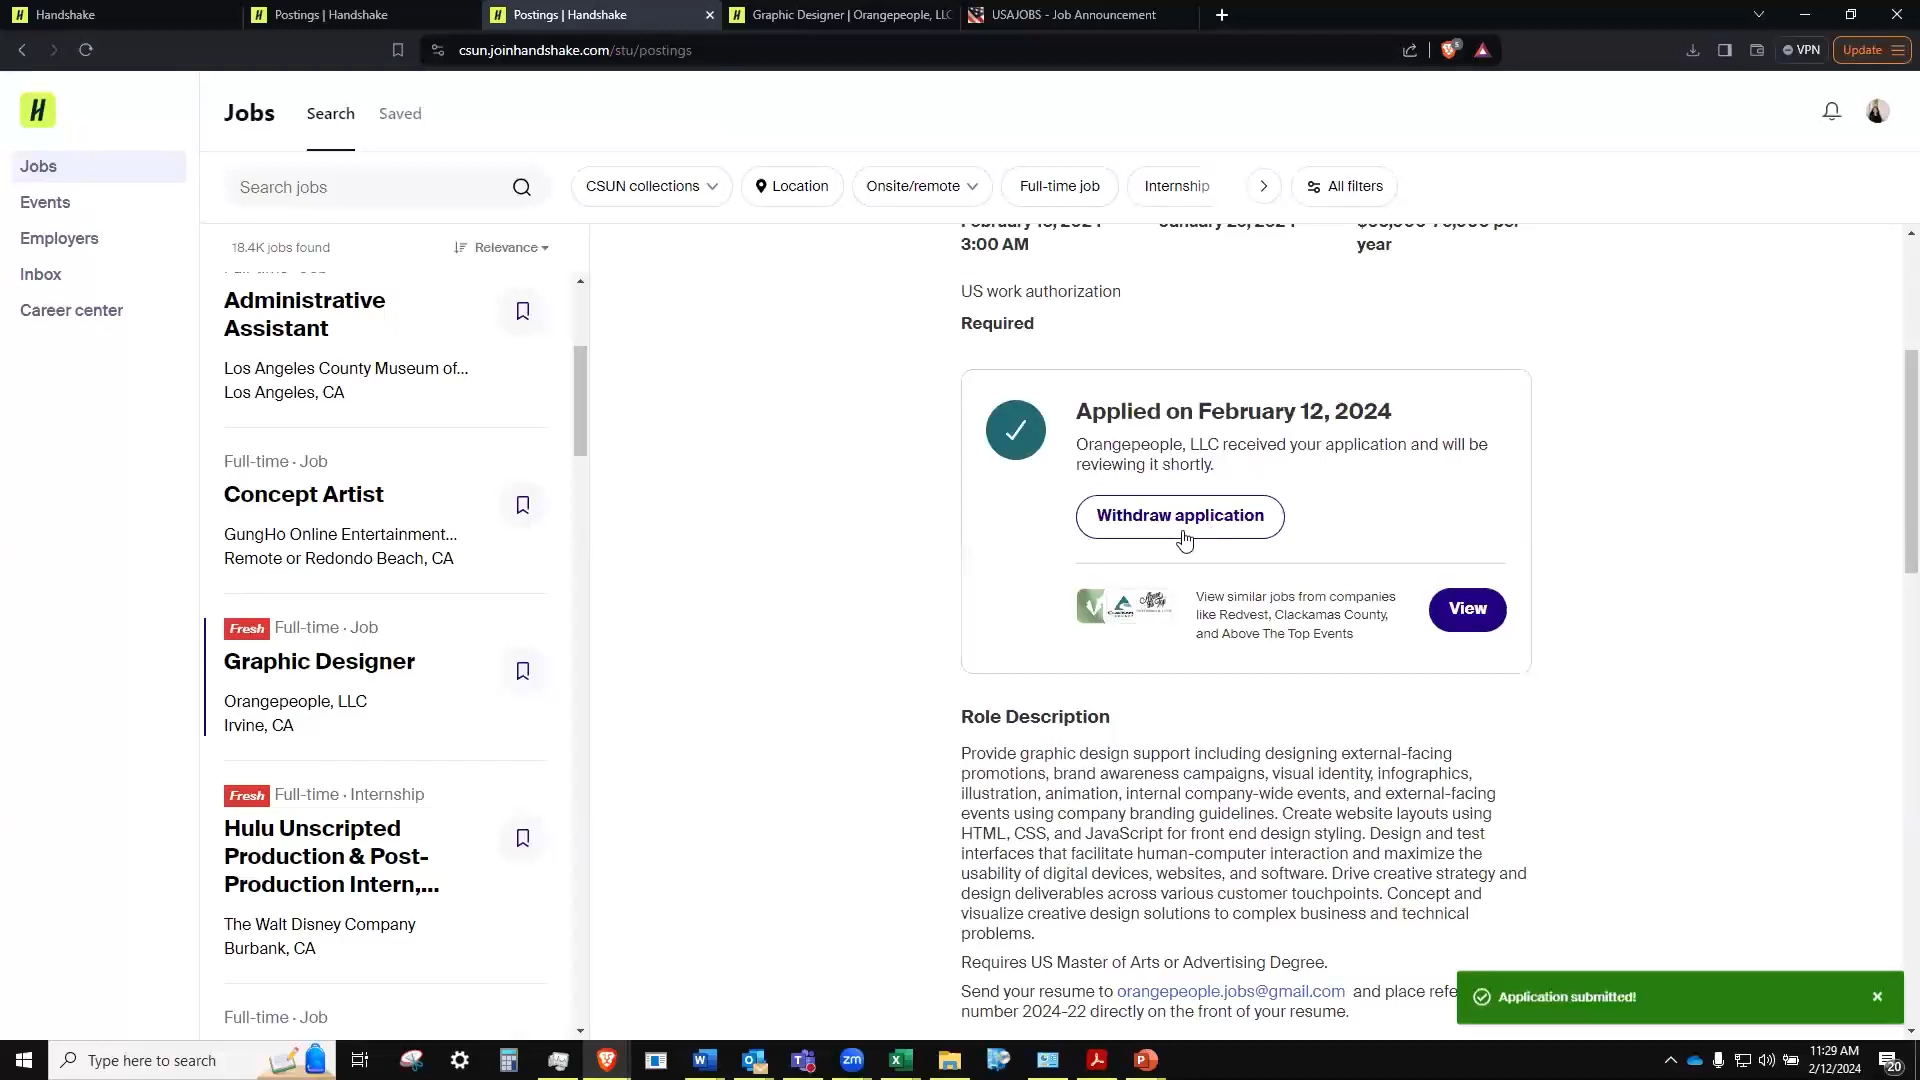 Handshake
Postings | Handshake
Postings | Handshake
Graphic Designer | Orangepeople, LLC
USAJOBS - Job Announcement
csun.joinhandshake.com/stu/postings
VPN
Update
Jobs
Search
Saved
Jobs
Events
Employers
Inbox
Career center
Search jobs
CSUN collections
Location
Onsite/remote
Full-time job
Internship
All filters
18.4K jobs found
Relevance
Administrative
Assistant
Los Angeles County Museum of...
Los Angeles, CA
Full-time · Job
Concept Artist
GungHo Online Entertainment...
Remote or Redondo Beach, CA
Fresh Full-time · Job
Graphic Designer
Orangepeople, LLC
Irvine, CA
Fresh Full-time · Internship
Hulu Unscripted
Production & Post-
Production Intern,...
The Walt Disney Company
Burbank, CA
Full-time · Job
3:00 AM
year
US work authorization
Required
Applied on February 12, 2024
Orangepeople, LLC received your application and will be
reviewing it shortly.
Withdraw application
View similar jobs from companies
like Redvest, Clackamas County,
and Above The Top Events
View
Role Description
Provide graphic design support including designing external-facing
promotions, brand awareness campaigns, visual identity, infographics,
illustration, animation, internal company-wide events, and external-facing
events using company branding guidelines. Create website layouts using
HTML, CSS, and JavaScript for front end design styling. Design and test
interfaces that facilitate human-computer interaction and maximize the
usability of digital devices, websites, and software. Drive creative strategy and
design deliverables across various customer touchpoints. Concept and
visualize creative design solutions to complex business and technical
problems.
Requires US Master of Arts or Advertising Degree.
Send your resume to orangepeople.jobs@gmail.com and place refe
number 2024-22 directly on the front of your resume.
Application submitted!
Type here to search
11:29 AM
2/12/2024
20